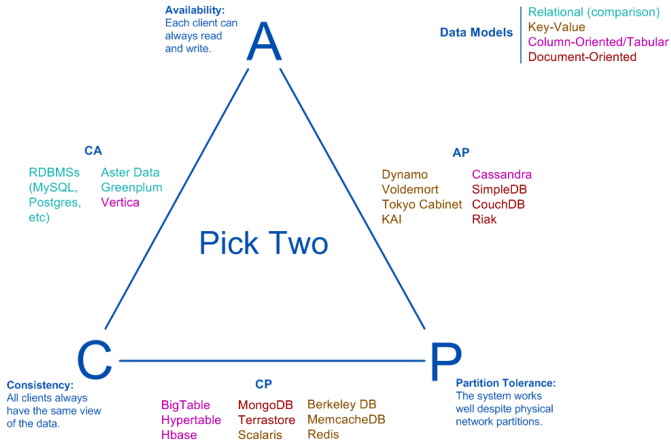 Availability:
Each client can
always read
and write.
A
Data Models
Relational (comparison)
Key-Value
Column-Oriented/Tabular
Document-Oriented
CA
RDBMSs
(MySQL,
Postgres,
etc)
Aster Data
Greenplum
Vertica
AP
Dynamo
Voldemort
Tokyo Cabinet
KAI
Cassandra
SimpleDB
CouchDB
Riak
Pick Two
C
Consistency:
All clients always
have the same view
of the data.
P
Partition Tolerance:
The system works
well despite physical
network partitions.
CP
BigTable
Hypertable
Hbase
MongoDB
Terrastore
Scalaris
Berkeley DB
MemcacheDB
Redis